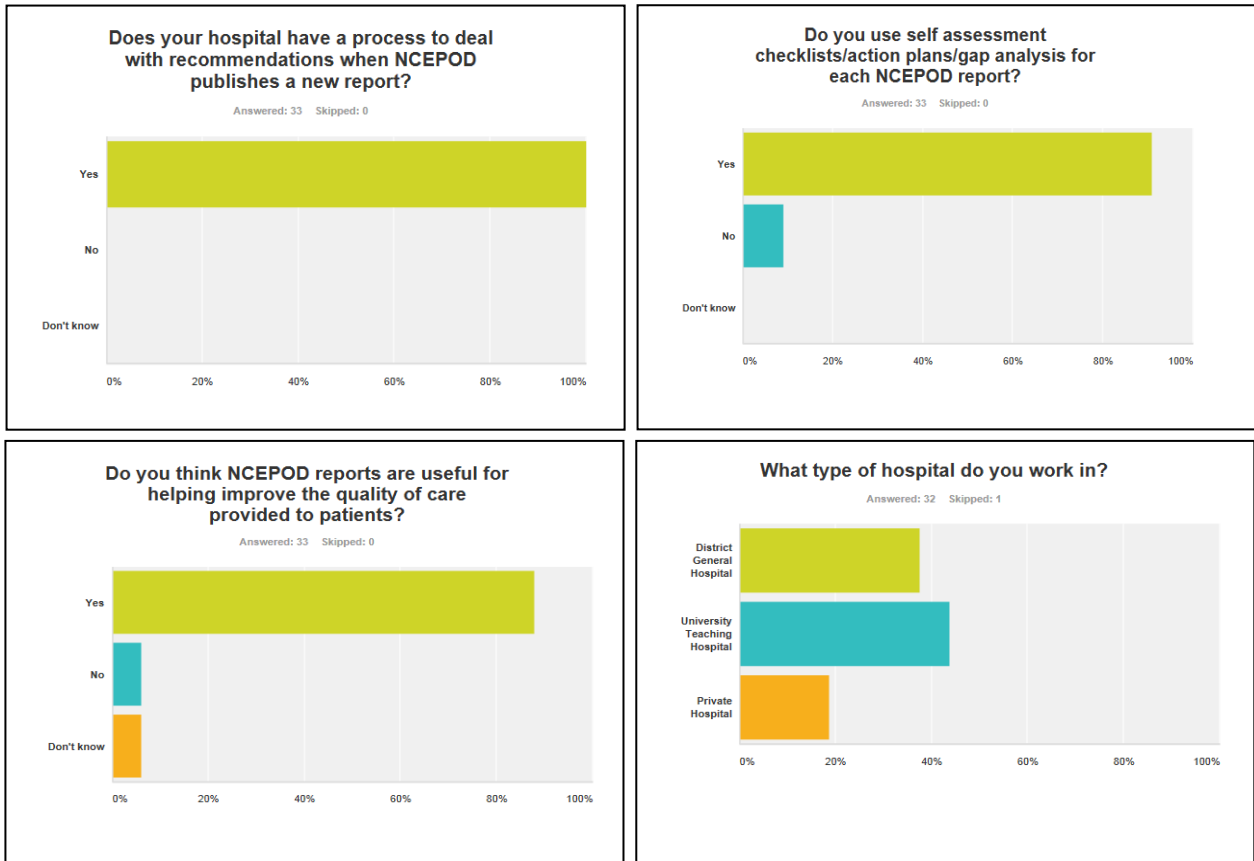 Does your hospital have a process to deal
with recommendations when NCEPOD
publishes a new report?
Answered: 33 Skipped: 0
Yes
No
Don't know
0% 20% 40% 60% 80% 100%
Do you use self assessment
checklists/action plans/gap analysis for
each NCEPOD report?
Answered: 33 Skipped: 0
Yes
No
Don't know
0% 20% 40% 60% 80% 100%
Do you think NCEPOD reports are useful for
helping improve the quality of care
provided to patients?
Answered: 33 Skipped: 0
Yes
No
Don't know
0% 20% 40% 60% 80% 100%
What type of hospital do you work in?
Answered: 32 Skipped: 1
District
General
Hospital
University
Teaching
Hospital
Private
Hospital
0% 20% 40% 60% 80% 100%